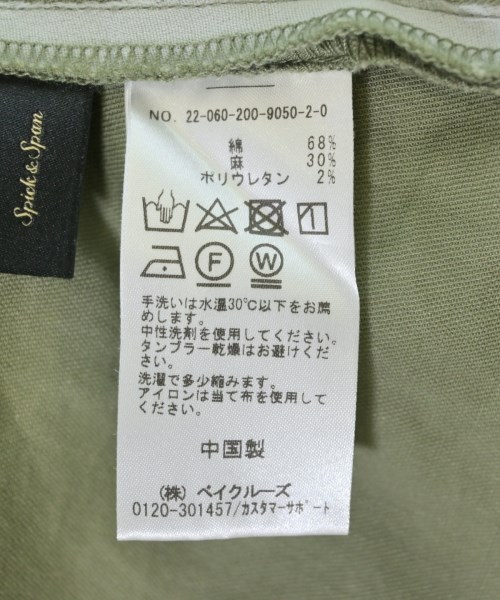 Spick & Span
NO. 22-060-200-9050-2-0
綿 68%
麻 30%
ポリウレタン 2%
F W
手洗いは水温30℃以下をお薦
めします。
中性洗剤を使用してください。
タンブラー乾燥はお避けくだ
さい。
洗濯で多少縮みます。
アイロンは当て布を使用して
ください。
中国製
(株) ベイクルーズ
0120-301457/カスタマーサポート